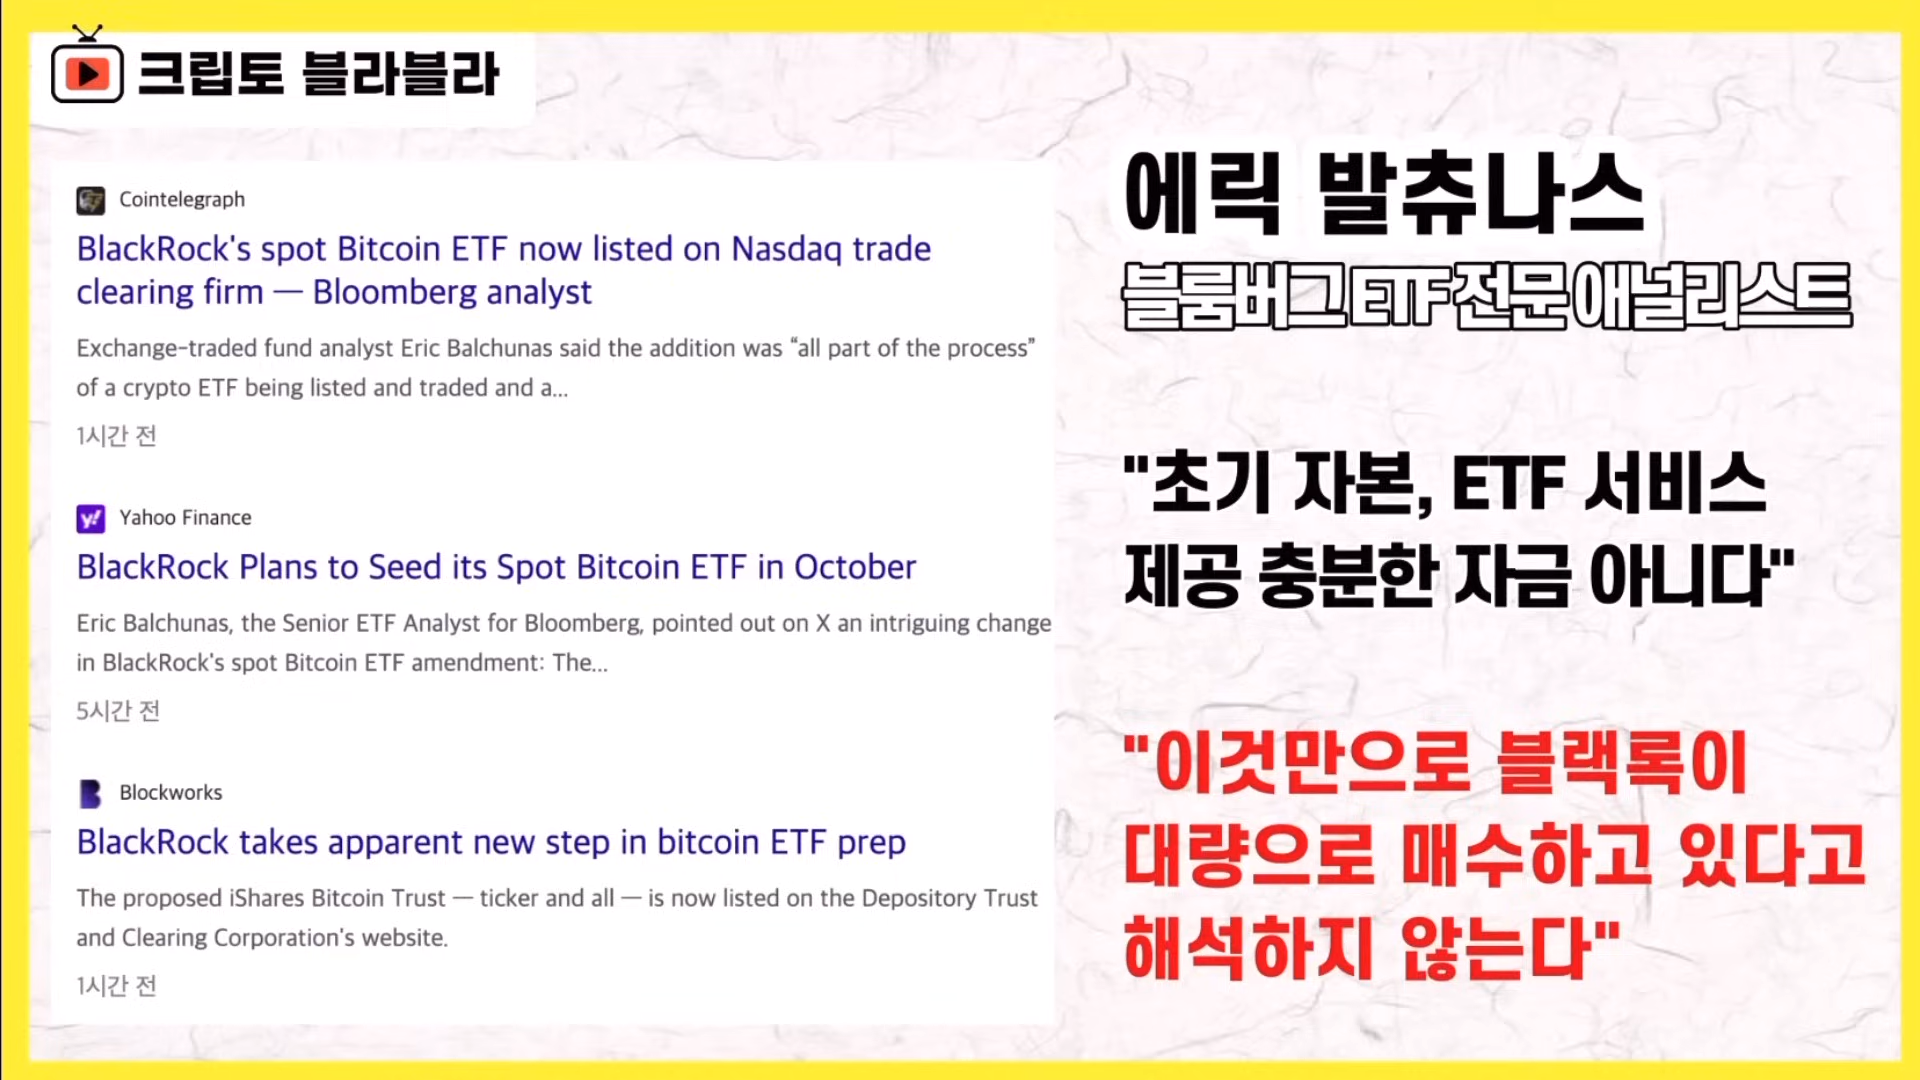 크립토 블라블라
Cointelegraph
BlackRock's spot Bitcoin ETF now listed on Nasdaq trade
clearing firm — Bloomberg analyst
Exchange-traded fund analyst Eric Balchunas said the addition was “all part of the process”
of a crypto ETF being listed and traded and a...
1시간 전
y!
Yahoo Finance
BlackRock Plans to Seed its Spot Bitcoin ETF in October
Eric Balchunas, the Senior ETF Analyst for Bloomberg, pointed out on X an intriguing change
in BlackRock's spot Bitcoin ETF amendment: The...
5시간 전
Blockworks
BlackRock takes apparent new step in bitcoin ETF prep
The proposed iShares Bitcoin Trust — ticker and all — is now listed on the Depository Trust
and Clearing Corporation's website.
1시간 전
에릭 발츄나스
블룸버그 ETF 전문 애널리스트
"초기 자본, ETF 서비스
제공 충분한 자금 아니다"
"이것만으로 블랙록이
대량으로 매수하고 있다고
해석하지 않는다"